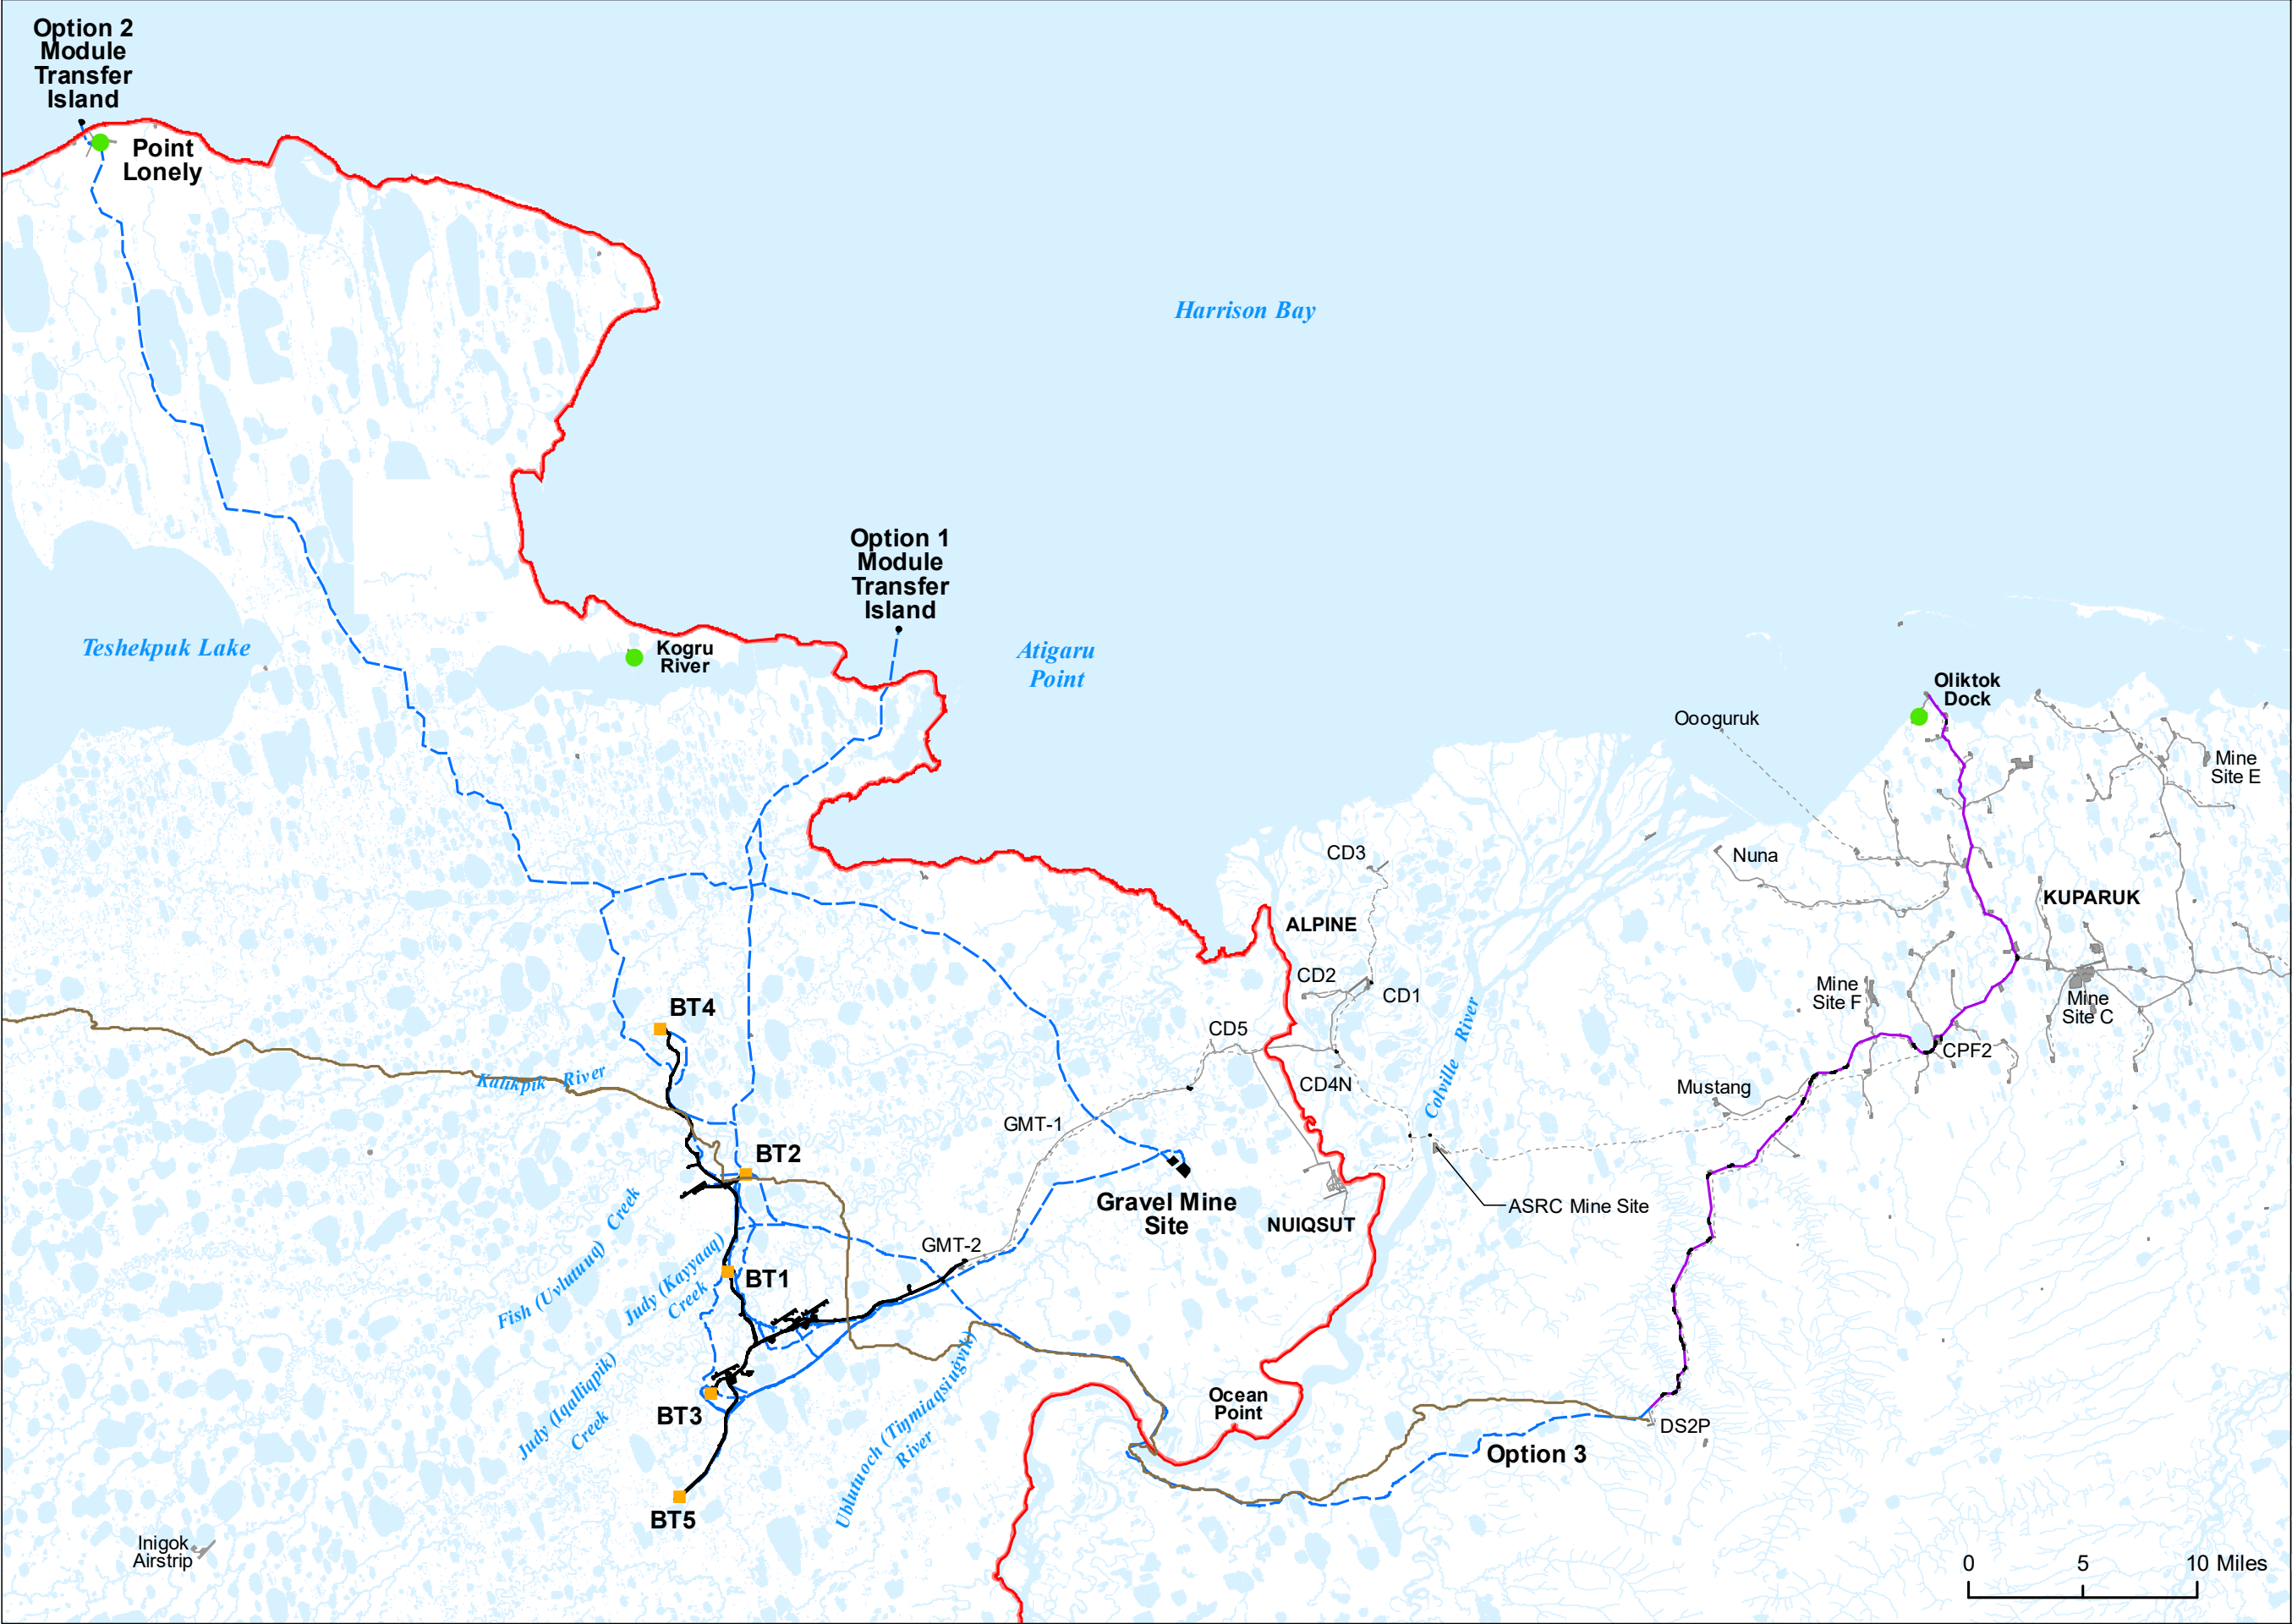 Option 2
Module
Transfer
Island
Point
Lonely
Harrison Bay
Option 1
Module
Transfer
Island
Teshekpuk Lake
Kogru
River
Atigaru
Point
Oliktok
Dock
Oooguruk
Mine
Site E
CD3
Nuna
KUPARUK
ALPINE
CD2
CD1
Mine
Site F
Mine
Site C
BT4
CD5
CPF2
Kalikpik River
CD4N
Colville River
Mustang
GMT-1
BT2
Gravel Mine
Site
ASRC Mine Site
NUIQSUT
Fish (Uvlutuuq) Creek
GMT-2
Judy (Kayyaaq)
Creek
BT1
Judy (Iqalliqpik)
Creek
Ublutuoch (Tiŋmiaqsiuġvik)
River
Ocean
Point
BT3
DS2P
Option 3
BT5
Inigok
Airstrip
0 5 10 Miles